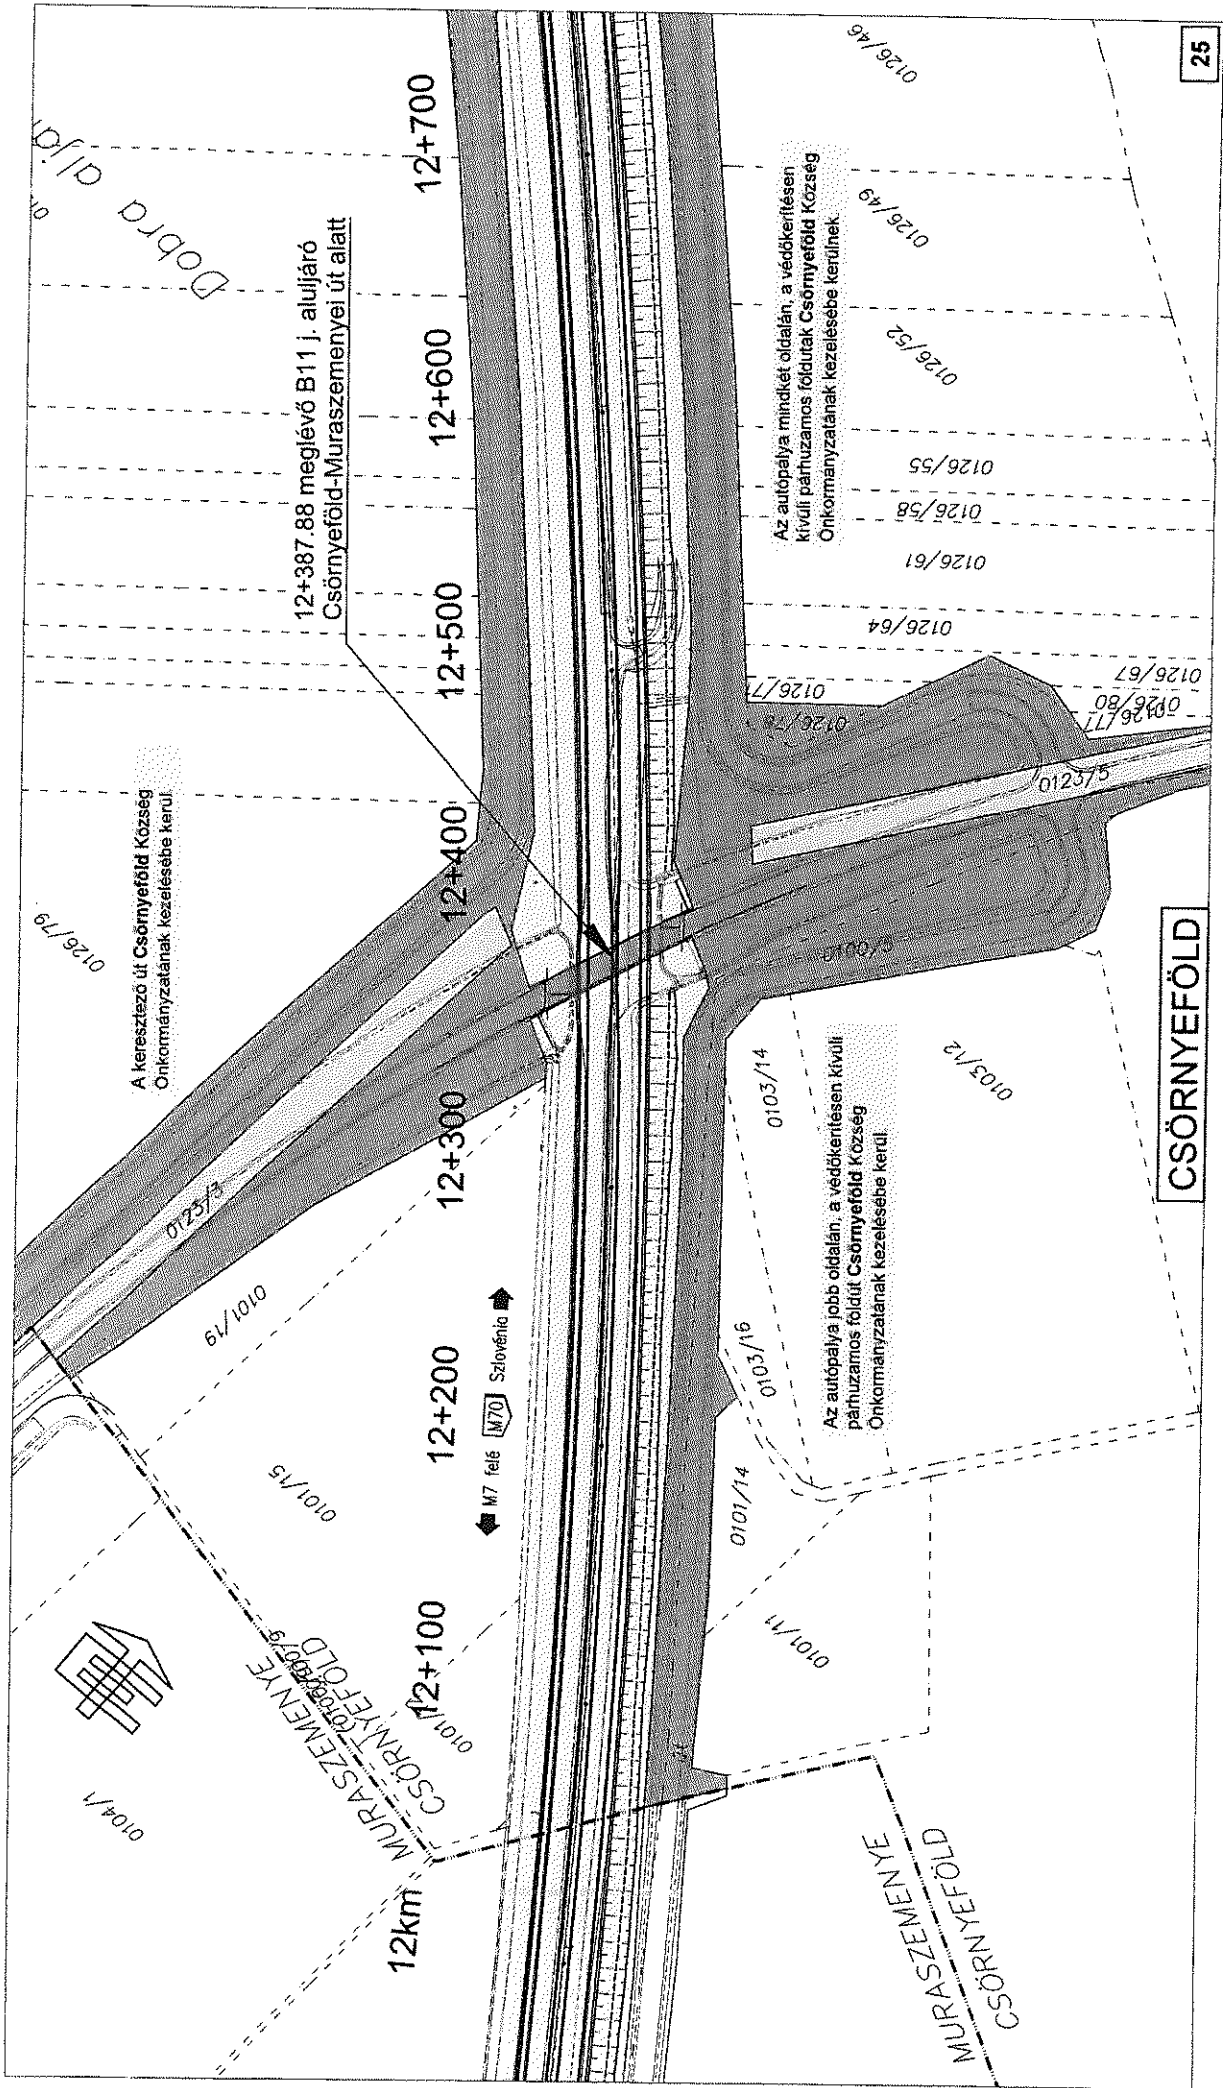 Dobra alja
12+387.88 meglévő B11 j. aluljáró
Csörnyeföld-Muraszemenyei út alatt
0126/79
A keresztező út Csörnyeföld Község
Önkormányzatának kezelésébe kerül
0123/3
0101/19
0101/15
0104/1
MURASZEMENYE
CSÖRNYEFÖLD
12km
12+100
12+200
12+300
12+400
12+500
12+600
12+700
M7 felé M70 Szlovénia
0126/46
0126/49
0126/52
0126/55
0126/58
0126/61
0126/64
0126/67
0126/80
0126/77
0126/78
0123/5
Az autópálya mindkét oldalán, a védőkerítésen
kívüli párhuzamos földutak Csörnyeföld Község
Önkormányzatának kezelésébe kerülnek
0103/14
0103/12
0103/16
0101/14
0101/11
Az autópálya jobb oldalán, a védőkerítésen kívüli
párhuzamos földút Csörnyeföld Község
Önkormányzatának kezelésébe kerül
MURASZEMENYE
CSÖRNYEFÖLD
CSÖRNYEFÖLD
25